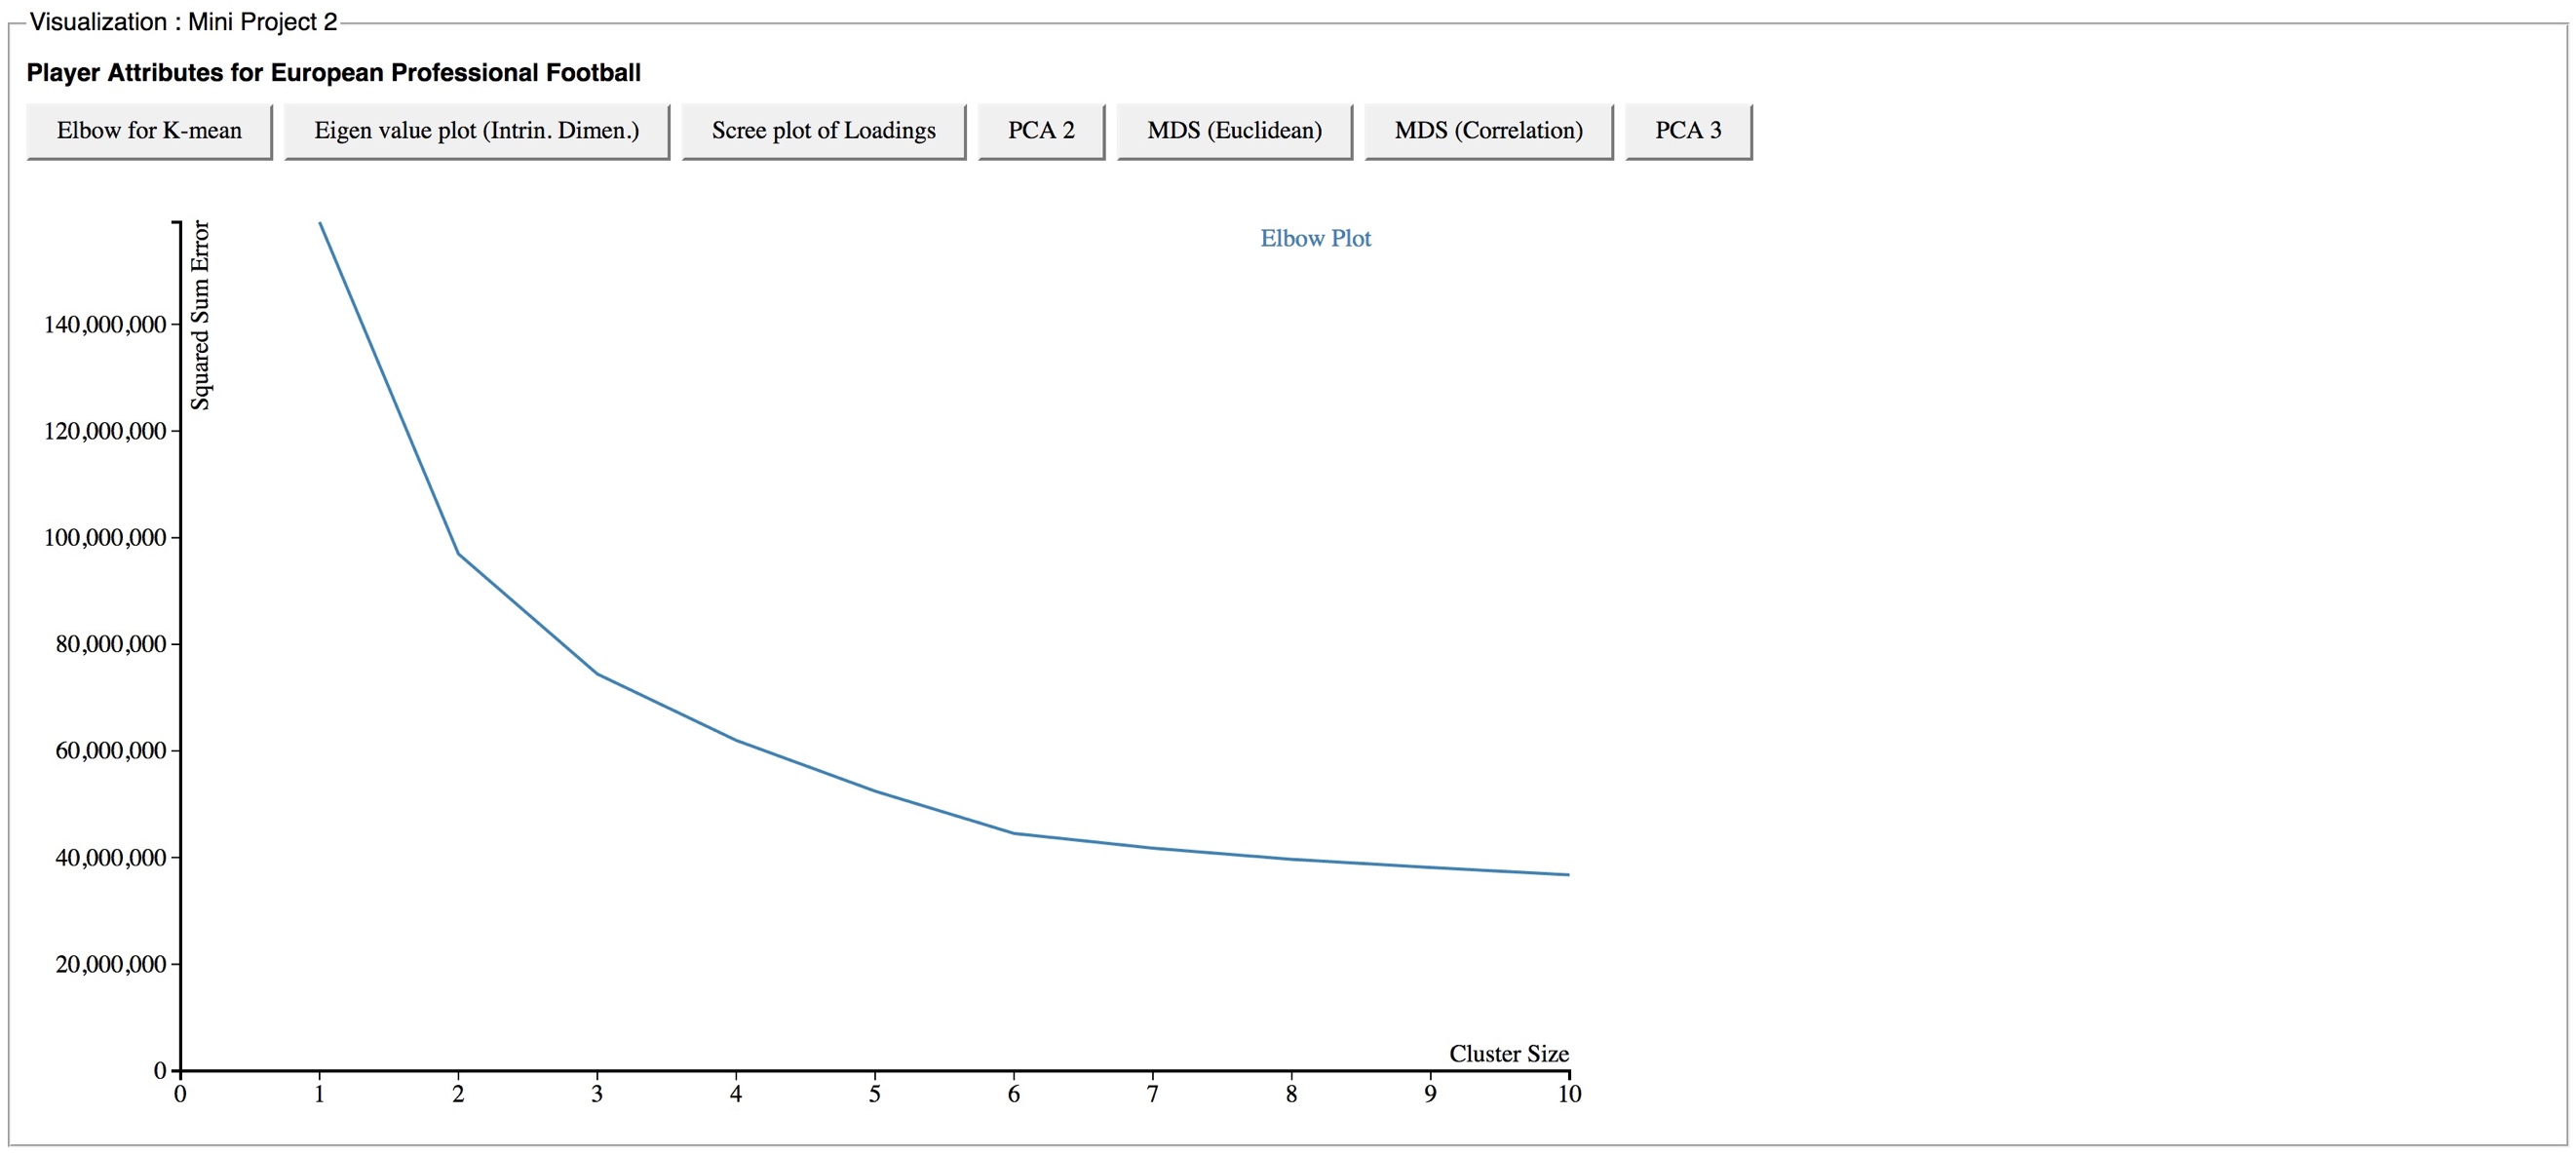 Visualization : Mini Project 2
Player Attributes for European Professional Football
Elbow for K-mean Eigen value plot (Intrin. Dimen.) Scree plot of Loadings PCA 2 MDS (Euclidean) MDS (Correlation) PCA 3
Elbow Plot
Squared Sum Error
140,000,000
120,000,000
100,000,000
80,000,000
60,000,000
40,000,000
20,000,000
0
Cluster Size
0 1 2 3 4 5 6 7 8 9 10